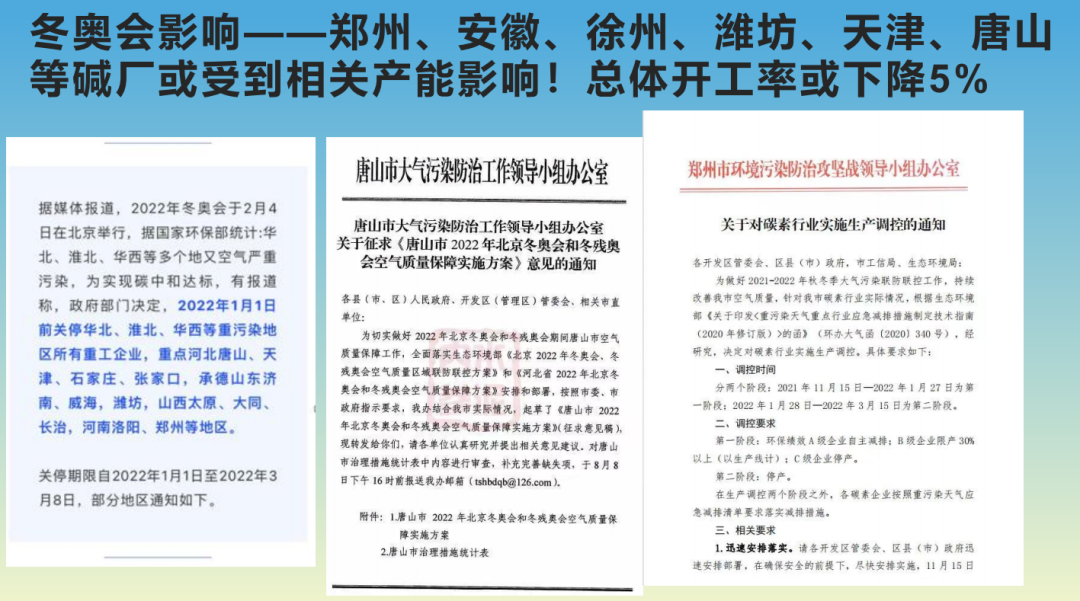 冬奥会影响——郑州、安徽、徐州、潍坊、天津、唐山
等碱厂或受到相关产能影响！总体开工率或下降5%
据媒体报道，2022年冬奥会于2月4
日在北京举行，据国家环保部统计:华
北、淮北、华西等多个地又空气严重
污染，为实现碳中和达标，有报道
称，政府部门决定，2022年1月1日
前关停华北、淮北、华西等重污染地
区所有重工企业，重点河北唐山、天
津、石家庄、张家口，承德山东济
南、威海，潍坊，山西太原、大同、
长治，河南洛阳、郑州等地区。
关停期限自2022年1月1日至2022年3
月8日，部分地区通知如下。
唐山市大气污染防治工作领导小组办公室
唐山市大气污染防治工作领导小组办公室
关于征求《唐山市 2022 年北京冬奥会和冬残奥
会空气质量保障实施方案》意见的通知
各县（市、区）人民政府、开发区（管理区）管委会、相关市直
单位：
为切实做好 2022 年北京冬奥会和冬残奥会期间唐山市空气
质量保障工作，全面落实生态环境部《北京 2022 年冬奥会、冬
残奥会空气质量区域联防联控方案》和《河北省 2022 年北京冬
奥会和冬残奥会空气质量保障方案》安排和部署，按照市委、市
政府指示要求，我办结合我市实际情况，起草了《唐山市 2022
年北京冬奥会和冬残奥会空气质量保障实施方案》（征求意见稿），
现转发给你们，请各单位认真研究并提出相关意见建议。对唐山
市治理措施统计表中内容进行审查，补充完善缺失项，于 8 月 8
日下午 16 时前报送我办邮箱（tshbdqb@126.com）。
附件：1.唐山市 2022 年北京冬奥会和冬残奥会空气质量保
障实施方案
2.唐山市治理措施统计表
郑州市环境污染防治攻坚战领导小组办公室
关于对碳素行业实施生产调控的通知
各开发区管委会、区县（市）政府，市工信局、生态环境局：
为做好 2021-2022 年秋冬季大气污染联防联控工作，持续
改善我市空气质量，针对我市碳素行业实际情况，根据生态环境
部《关于印发<重污染天气重点行业应急减排措施制定技术指南
（2020 年修订版）>的函》（环办大气函〔2020〕340 号），经
研究，决定对碳素行业实施生产调控。具体要求如下：
一、调控时间
分两个阶段：2021 年 11 月 15 日—2022 年 1 月 27 日为第
一阶段；2022 年 1 月 28 日—2022 年 3 月 15 日为第二阶段。
二、调控要求
第一阶段：环保绩效 A 级企业自主减排；B 级企业限产 30%
以上（以生产线计）；C 级企业停产。
第二阶段：停产。
在生产调控两个阶段之外，各碳素企业按照重污染天气应
急减排清单要求落实减排措施。
三、相关要求
1.迅速安排落实。请各开发区管委会、区县（市）政府迅
速安排部署，在确保安全的前提下，尽快安排实施，11 月 15 日